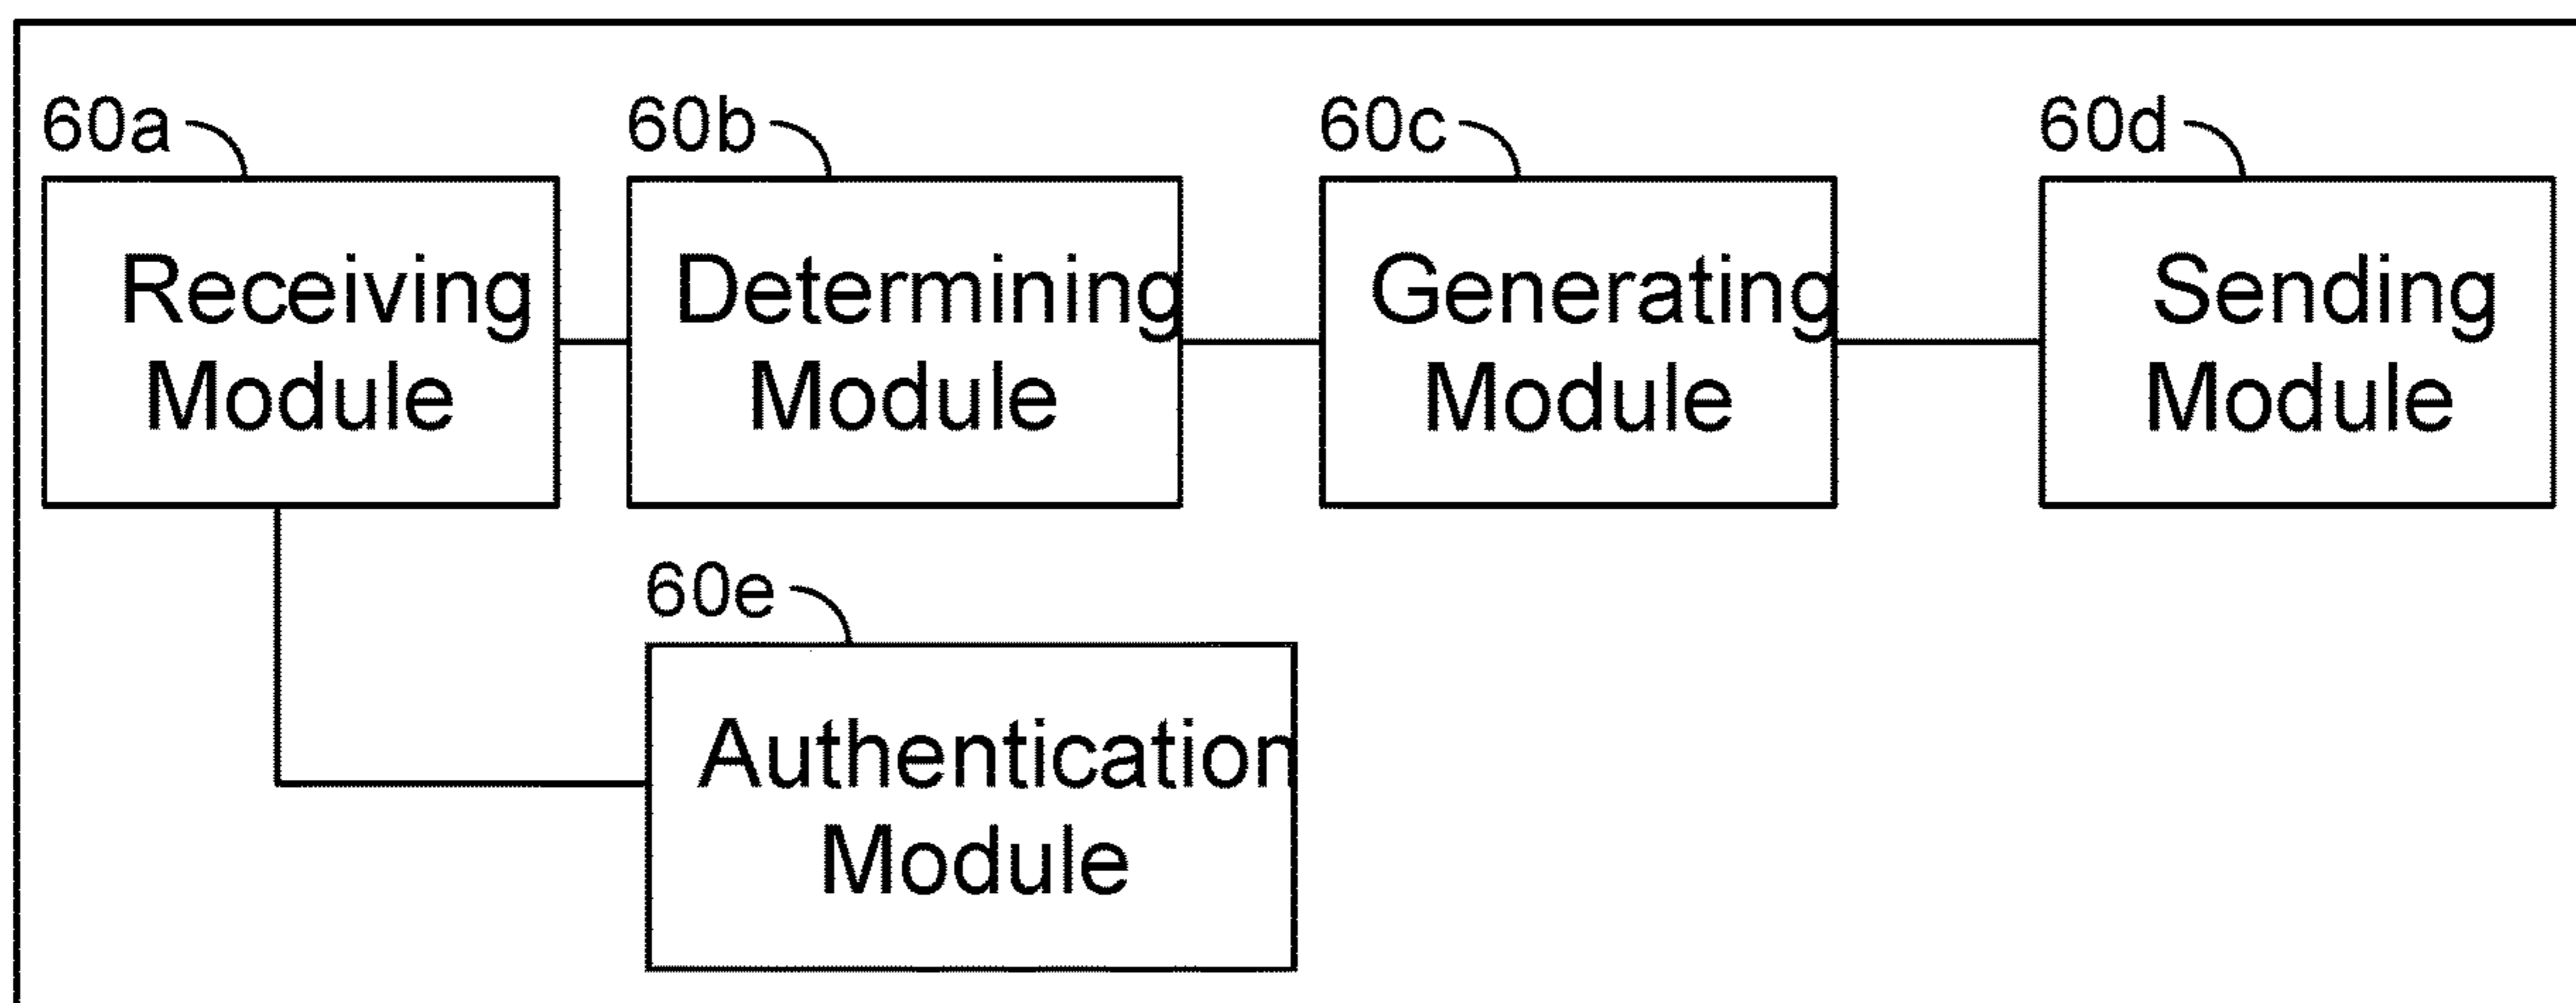 60a
60b
60c
60d
Receiving
Module
Determining
Module
Generating
Module
Sending
Module
60e
Authentication
Module